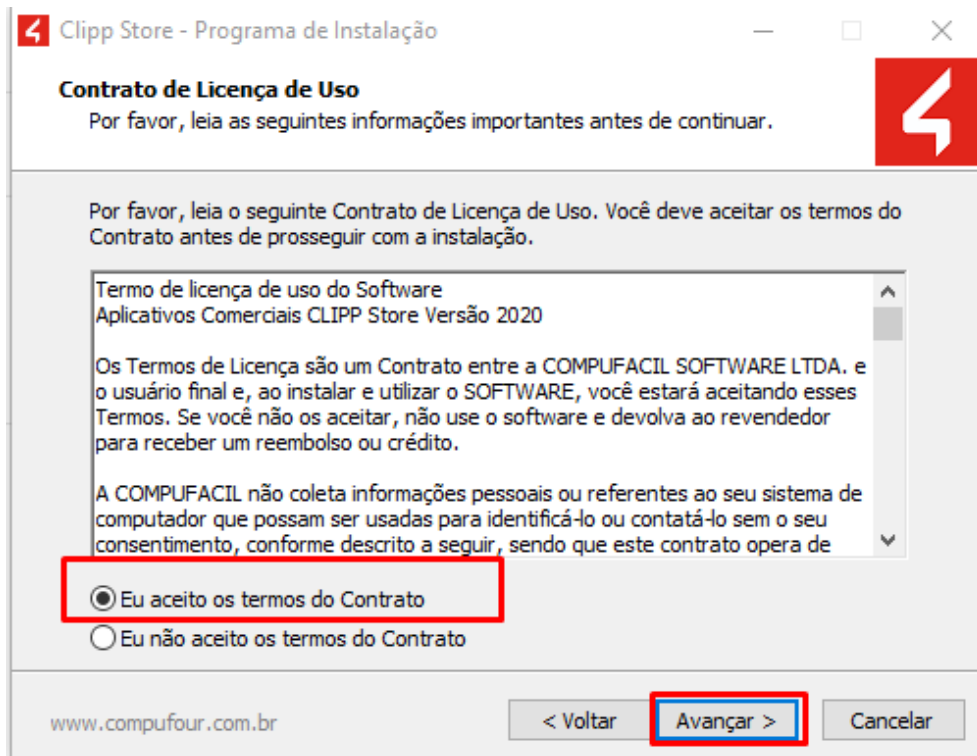 Clipp Store - Programa de Instalação
Contrato de Licença de Uso
Por favor, leia as seguintes informações importantes antes de continuar.
Por favor, leia o seguinte Contrato de Licença de Uso. Você deve aceitar os termos do
Contrato antes de prosseguir com a instalação.
Termo de licença de uso do Software
Aplicativos Comerciais CLIPP Store Versão 2020
Os Termos de Licença são um Contrato entre a COMPUFACIL SOFTWARE LTDA. e
o usuário final e, ao instalar e utilizar o SOFTWARE, você estará aceitando esses
Termos. Se você não os aceitar, não use o software e devolva ao revendedor
para receber um reembolso ou crédito.
A COMPUFACIL não coleta informações pessoais ou referentes ao seu sistema de
computador que possam ser usadas para identificá-lo ou contatá-lo sem o seu
consentimento, conforme descrito a seguir, sendo que este contrato opera de
Eu aceito os termos do Contrato
Eu não aceito os termos do Contrato
www.compufour.com.br
< Voltar
Avançar >
Cancelar